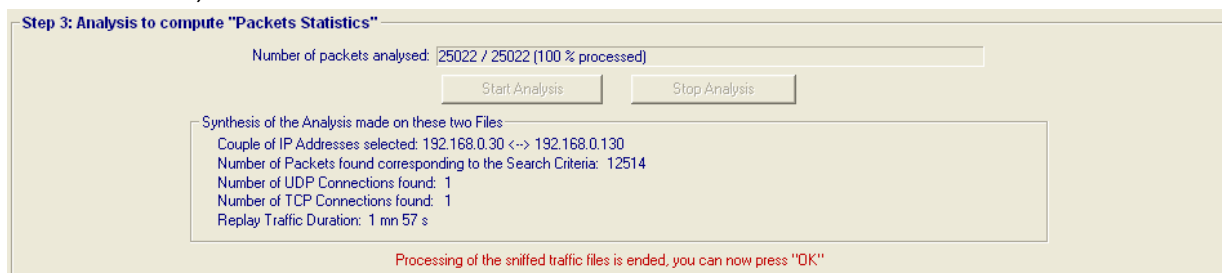 Step 3: Analysis to compute "Packets Statistics"
Number of packets analysed: 25022 / 25022 (100 % processed)
Start Analysis Stop Analysis
Synthesis of the Analysis made on these two Files
Couple of IP Addresses selected: 192.168.0.30 <--> 192.168.0.130
Number of Packets found corresponding to the Search Criteria: 12514
Number of UDP Connections found: 1
Number of TCP Connections found: 1
Replay Traffic Duration: 1 mn 57 s
Processing of the sniffed traffic files is ended, you can now press "OK"